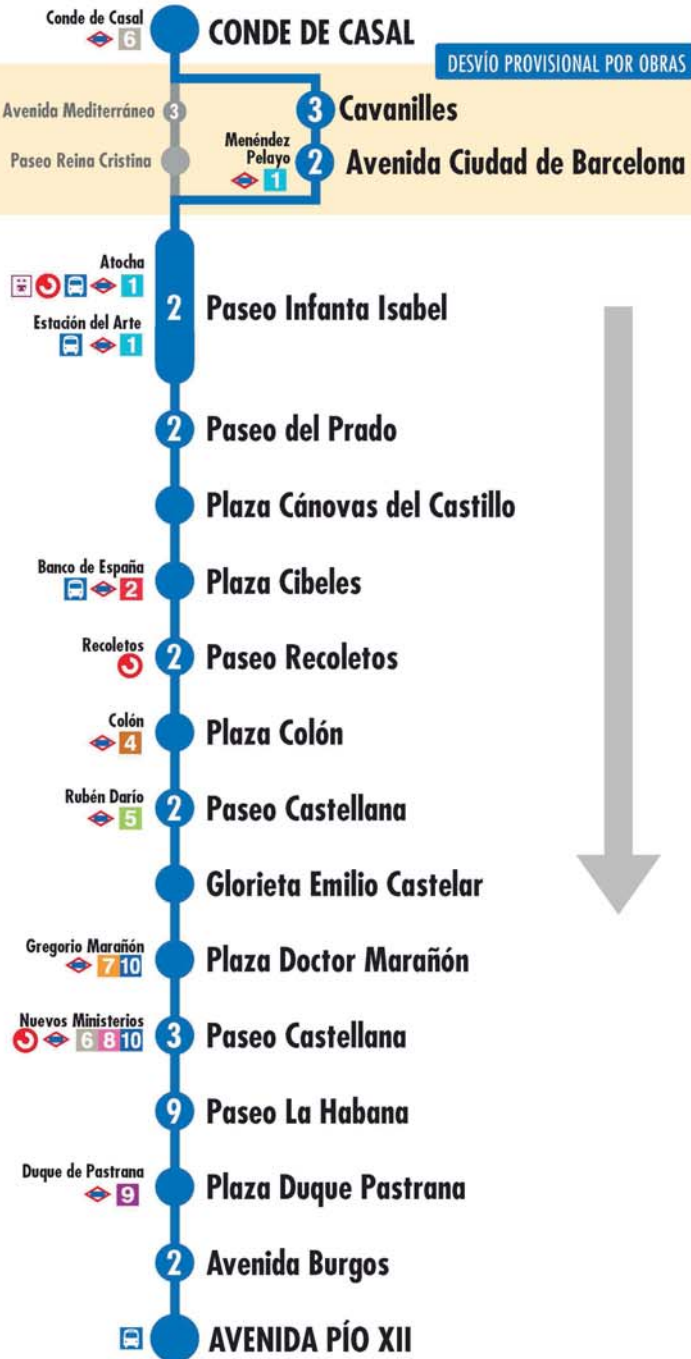 Conde de Casal
6
CONDE DE CASAL
DESVÍO PROVISIONAL POR OBRAS
Avenida Mediterráneo 3
3 Cavanilles
Paseo Reina Cristina
Menéndez
Pelayo
1
2 Avenida Ciudad de Barcelona
Atocha
1
2 Paseo Infanta Isabel
Estación del Arte
1
2 Paseo del Prado
Plaza Cánovas del Castillo
Banco de España
2
Plaza Cibeles
Recoletos
2 Paseo Recoletos
Colón
4
Plaza Colón
Rubén Darío
5
2 Paseo Castellana
Glorieta Emilio Castelar
Gregorio Marañón
7 10
Plaza Doctor Marañón
Nuevos Ministerios
6 8 10
3 Paseo Castellana
9 Paseo La Habana
Duque de Pastrana
9
Plaza Duque Pastrana
2 Avenida Burgos
AVENIDA PÍO XII